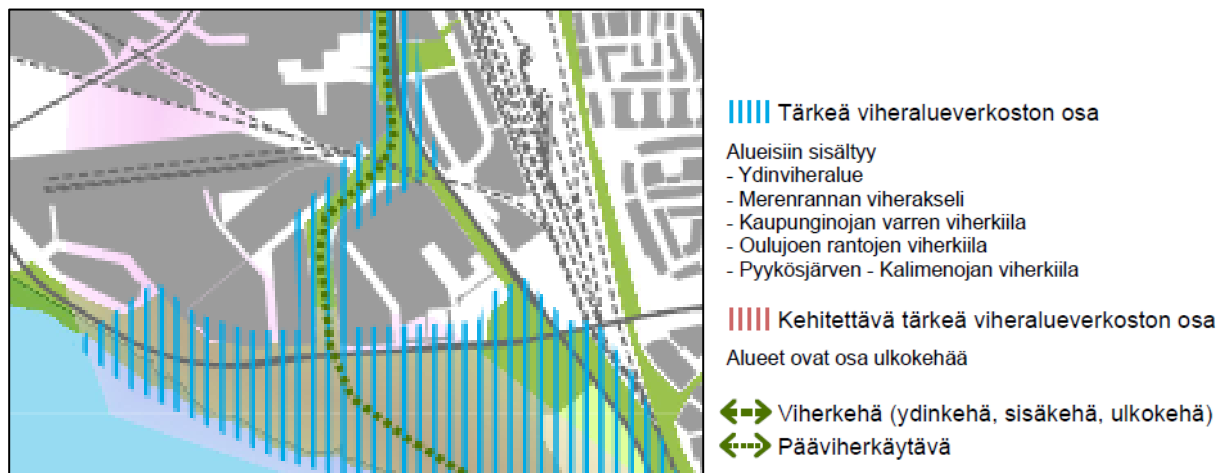 Tärkeä viheralueverkoston osa
Alueisiin sisältyy
- Ydinviheralue
- Merenrannan viherakseli
- Kaupunginojan varren viherkiila
- Oulujoen rantojen viherkiila
- Pyykösjärven - Kalimenojan viherkiila
Kehitettävä tärkeä viheralueverkoston osa
Alueet ovat osa ulkokehää
Viherkehä (ydinkehä, sisäkehä, ulkokehä)
Pääviherkäytävä